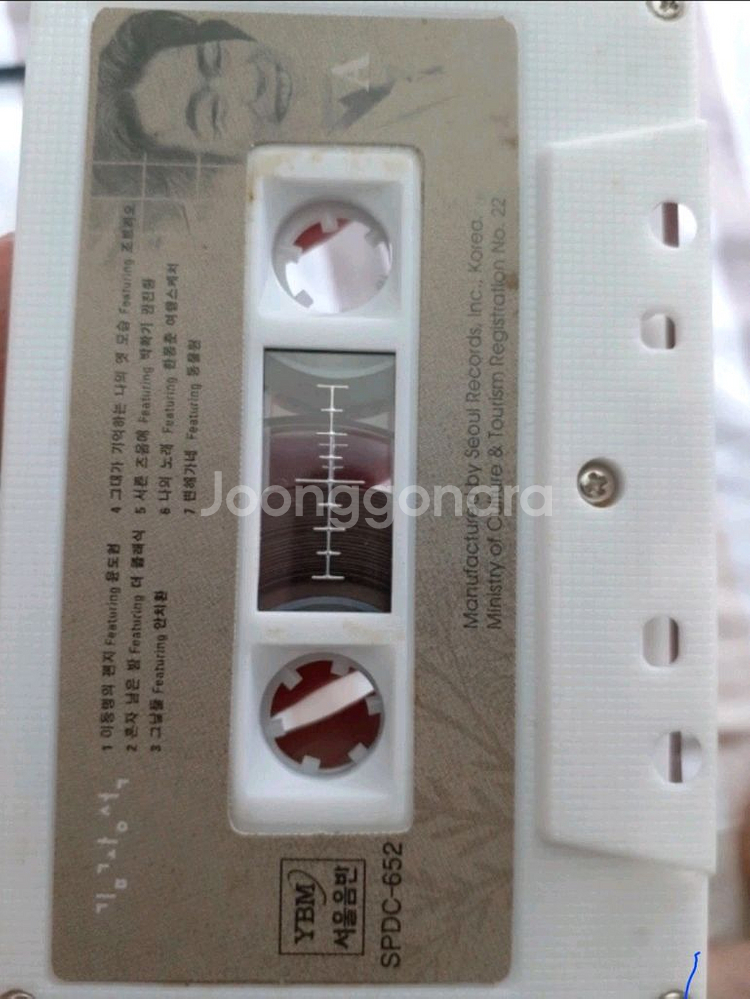 A
김광석
1 이등병의 편지 Featuring 윤도현
2 혼자 남은 밤 Featuring 더 클래식
3 그날들 Featuring 안치환
4 그대가 기억하는 나의 옛 모습 Featuring 조트리오
5 서른 즈음에 Featuring 박학기 권진원
6 나의 노래 Featuring 한동준 여행스케치
7 변해가네 Featuring 동물원
YBM
서울음반
SPDC-652
Manufactured by Seoul Records, Inc., Korea.
Ministry of Culture & Tourism Registration No. 22
Joonggonara